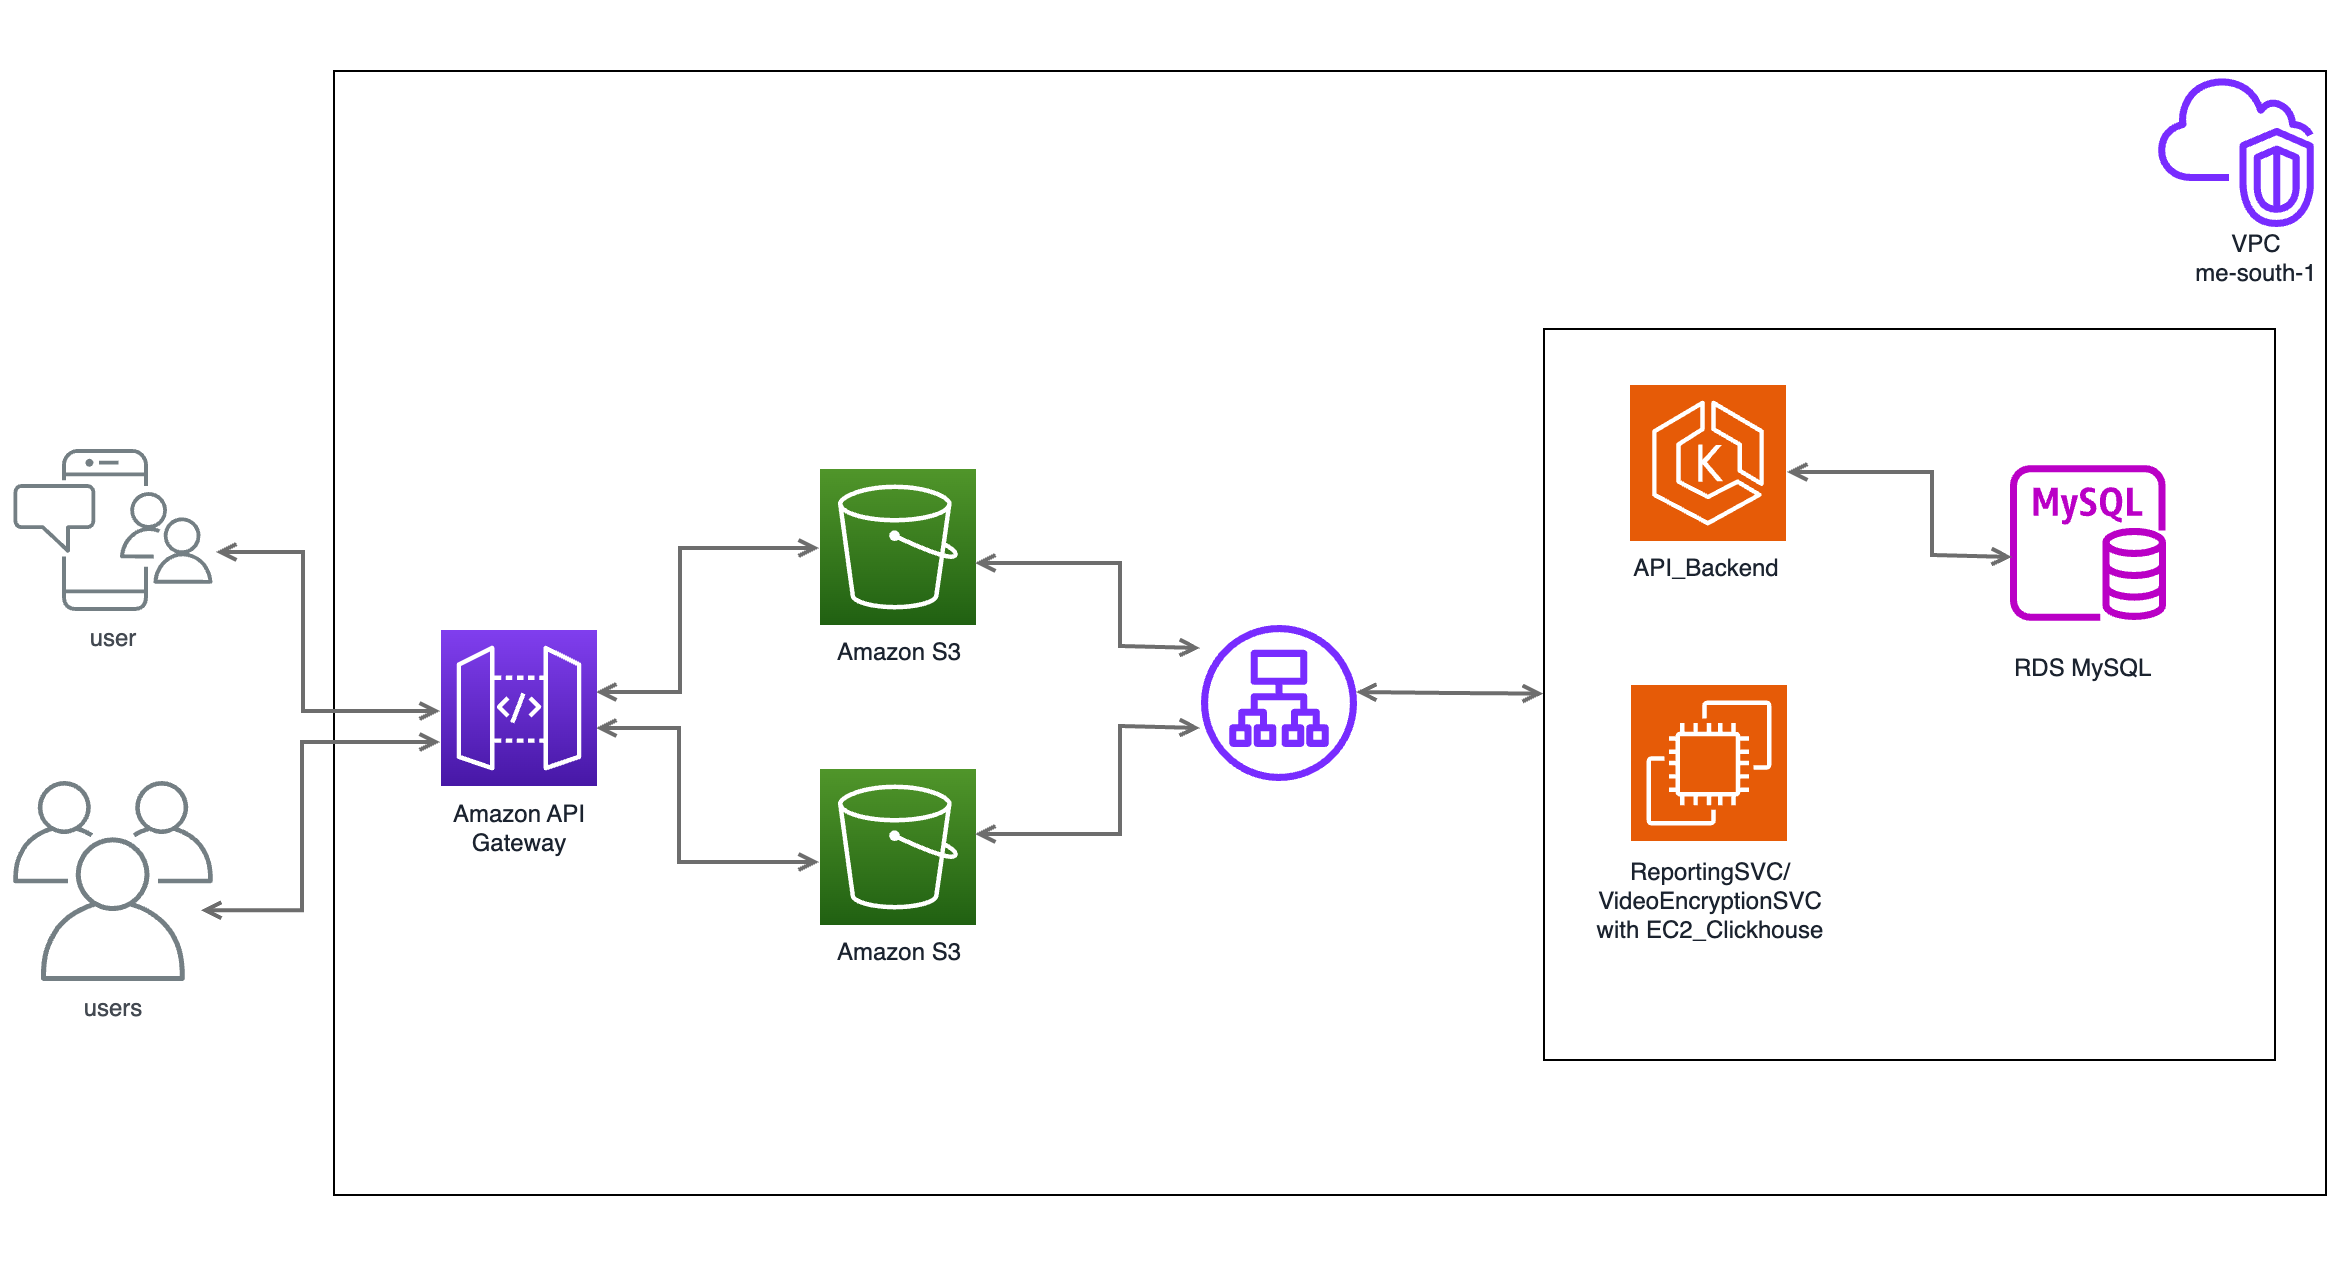 VPC
me-south-1
user
users
Amazon API
Gateway
</>
Amazon S3
Amazon S3
K
API_Backend
MySQL
RDS MySQL
ReportingSVC/
VideoEncryptionSVC
with EC2_Clickhouse